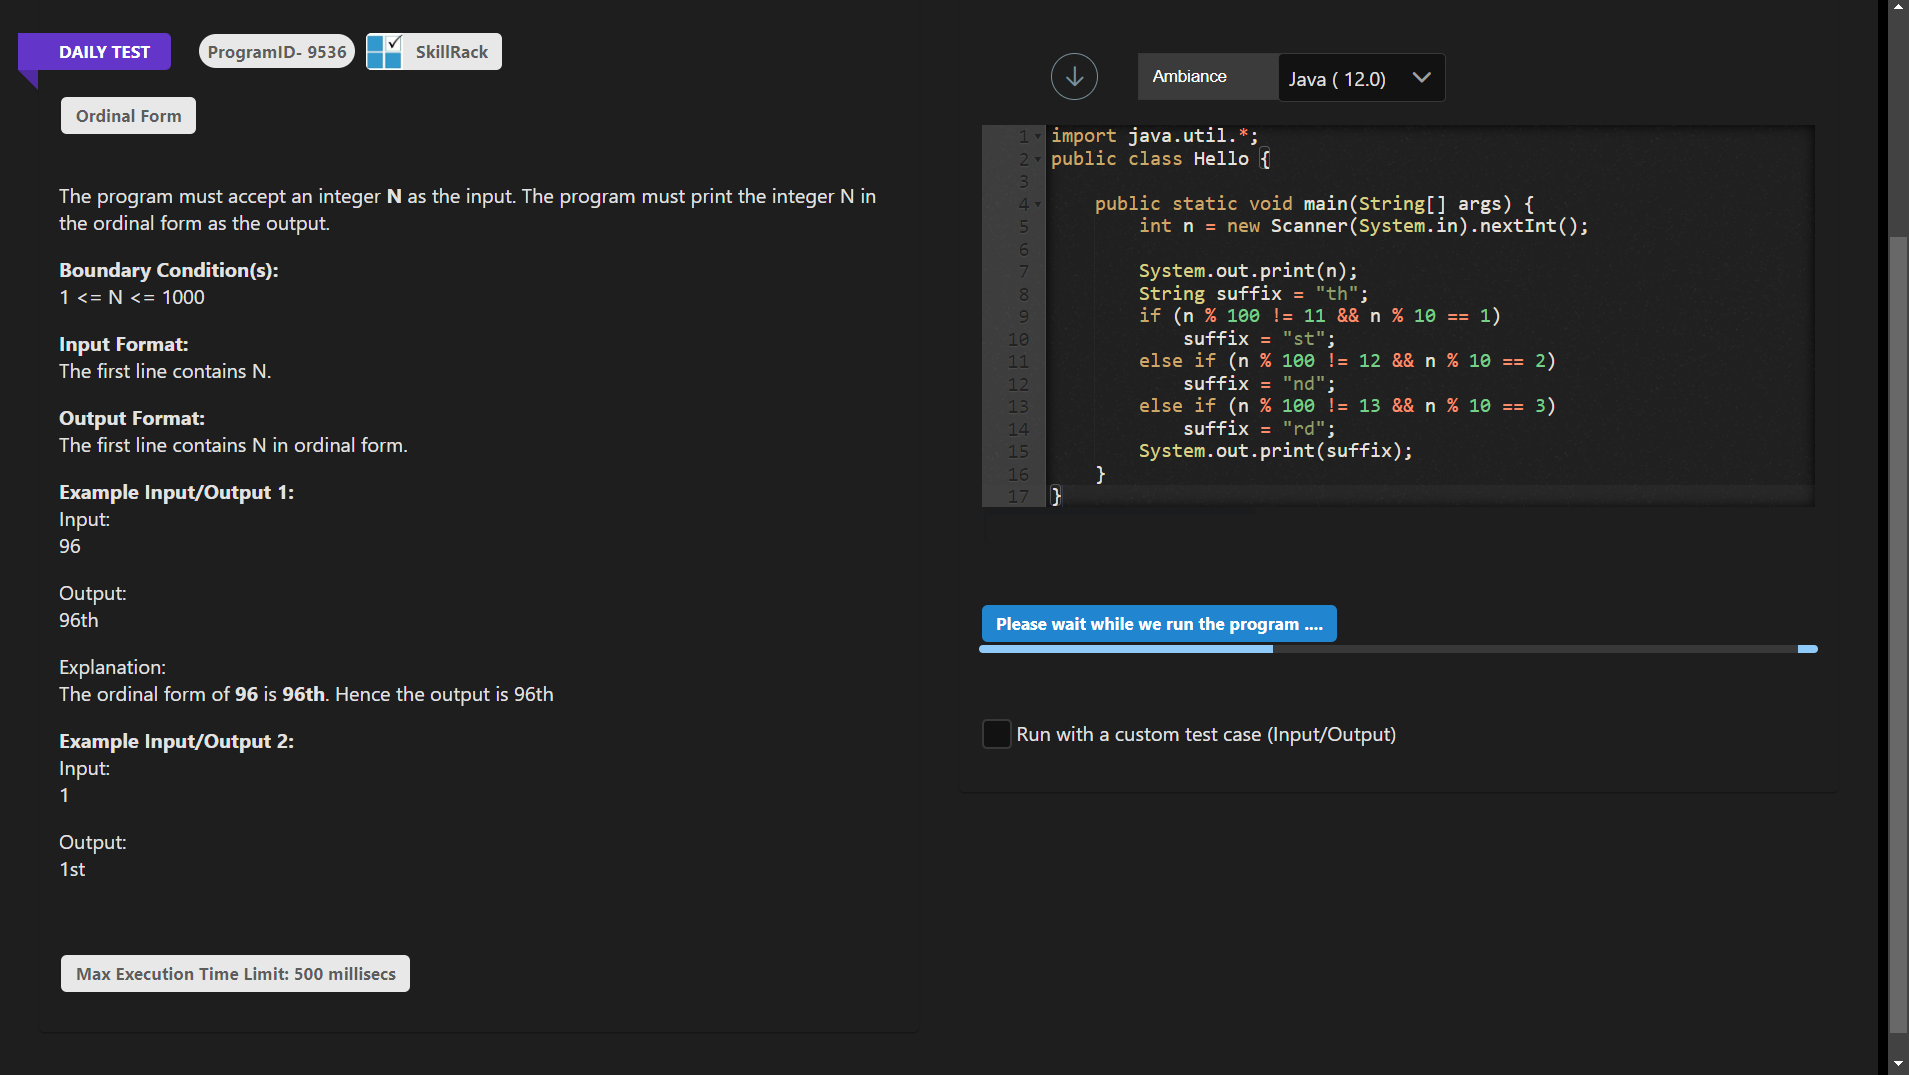 DAILY TEST
ProgramID- 9536
SkillRack
Ordinal Form
The program must accept an integer N as the input. The program must print the integer N in
the ordinal form as the output.
Boundary Condition(s):
1 <= N <= 1000
Input Format:
The first line contains N.
Output Format:
The first line contains N in ordinal form.
Example Input/Output 1:
Input:
96
Output:
96th
Explanation:
The ordinal form of 96 is 96th. Hence the output is 96th
Example Input/Output 2:
Input:
1
Output:
1st
Max Execution Time Limit: 500 millisecs
Ambiance
Java ( 12.0)
1 import java.util.*;
2 public class Hello {
3
4     public static void main(String[] args) {
5         int n = new Scanner(System.in).nextInt();
6
7         System.out.print(n);
8         String suffix = "th";
9         if (n % 100 != 11 && n % 10 == 1)
10             suffix = "st";
11         else if (n % 100 != 12 && n % 10 == 2)
12             suffix = "nd";
13         else if (n % 100 != 13 && n % 10 == 3)
14             suffix = "rd";
15         System.out.print(suffix);
16     }
17 }
Please wait while we run the program ....
Run with a custom test case (Input/Output)